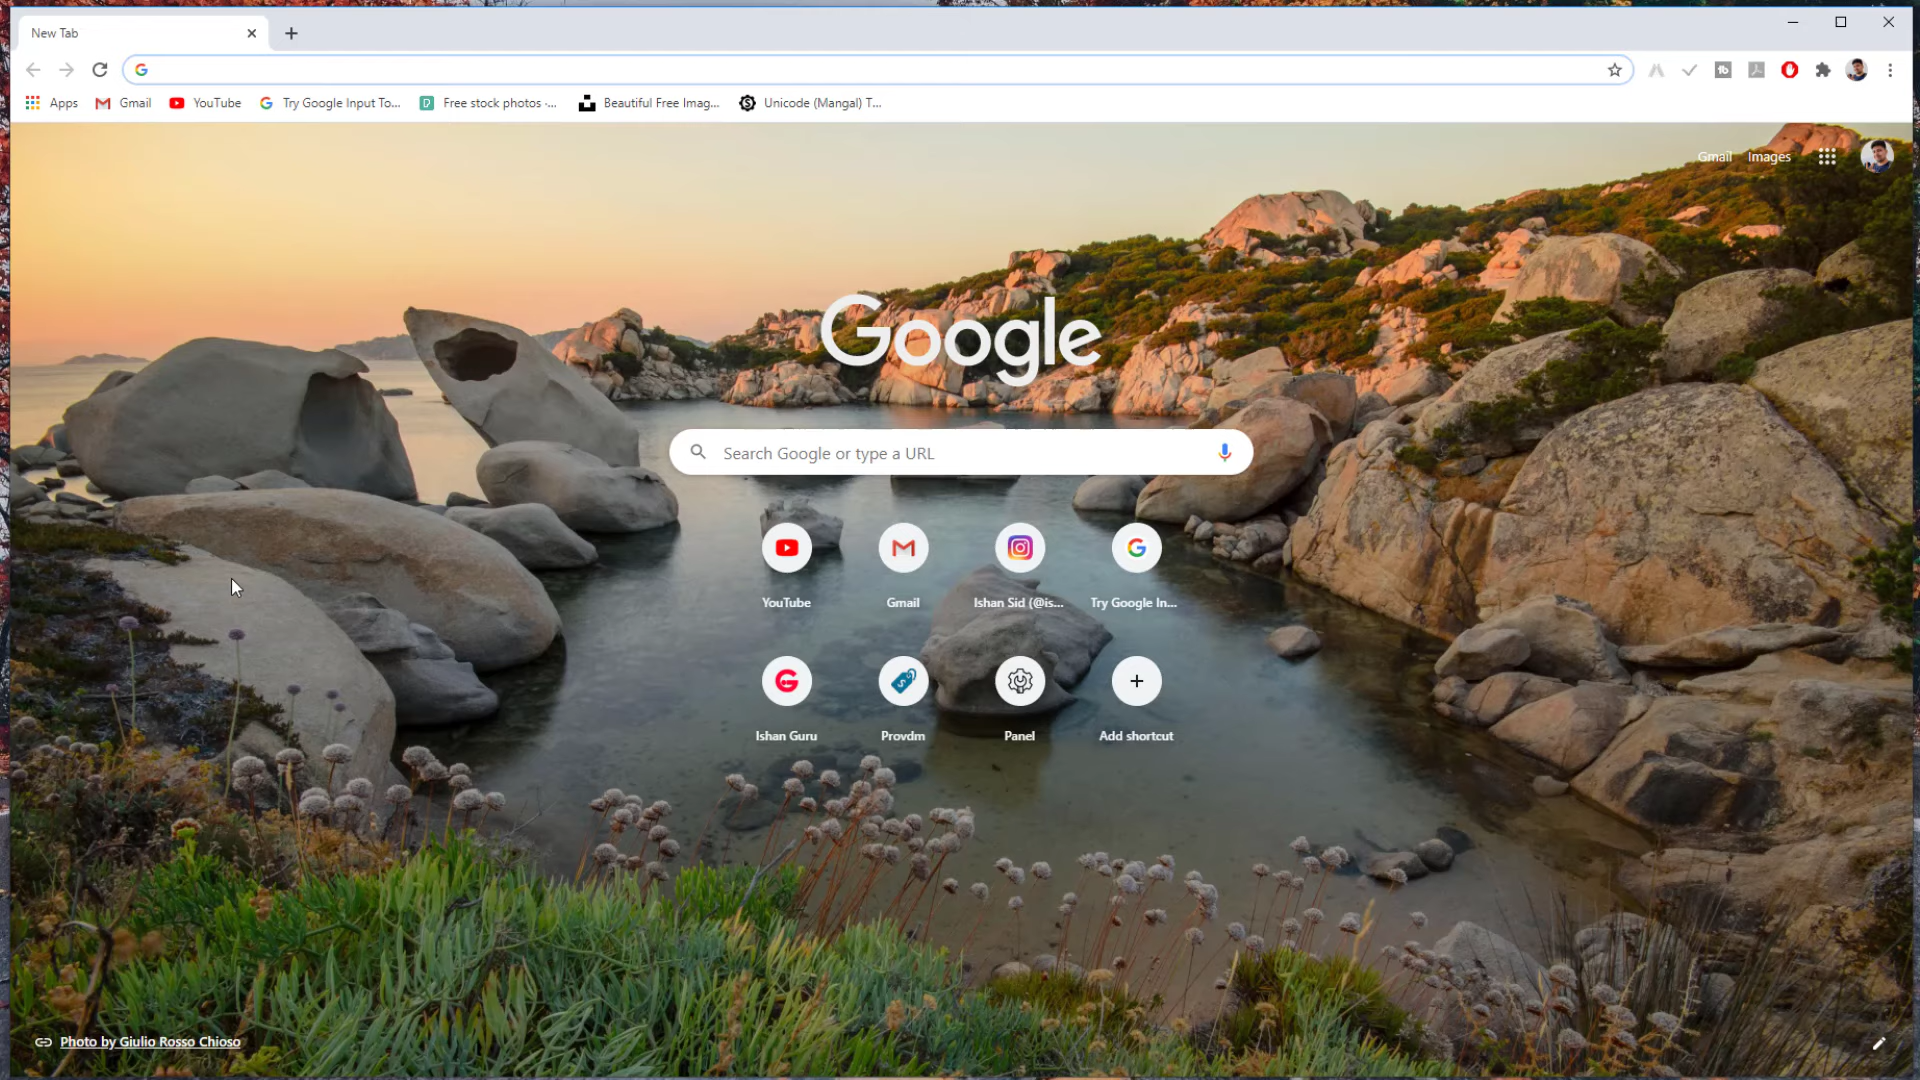 New Tab
Apps
Gmail
YouTube
Try Google Input To...
Free stock photos ·...
Beautiful Free Imag...
Unicode (Mangal) T...
Gmail
Images
Google
Search Google or type a URL
YouTube
Gmail
Ishan Sid (@is...
Try Google In...
Ishan Guru
Provdm
Panel
Add shortcut
Photo by Giulio Rosso Chioso